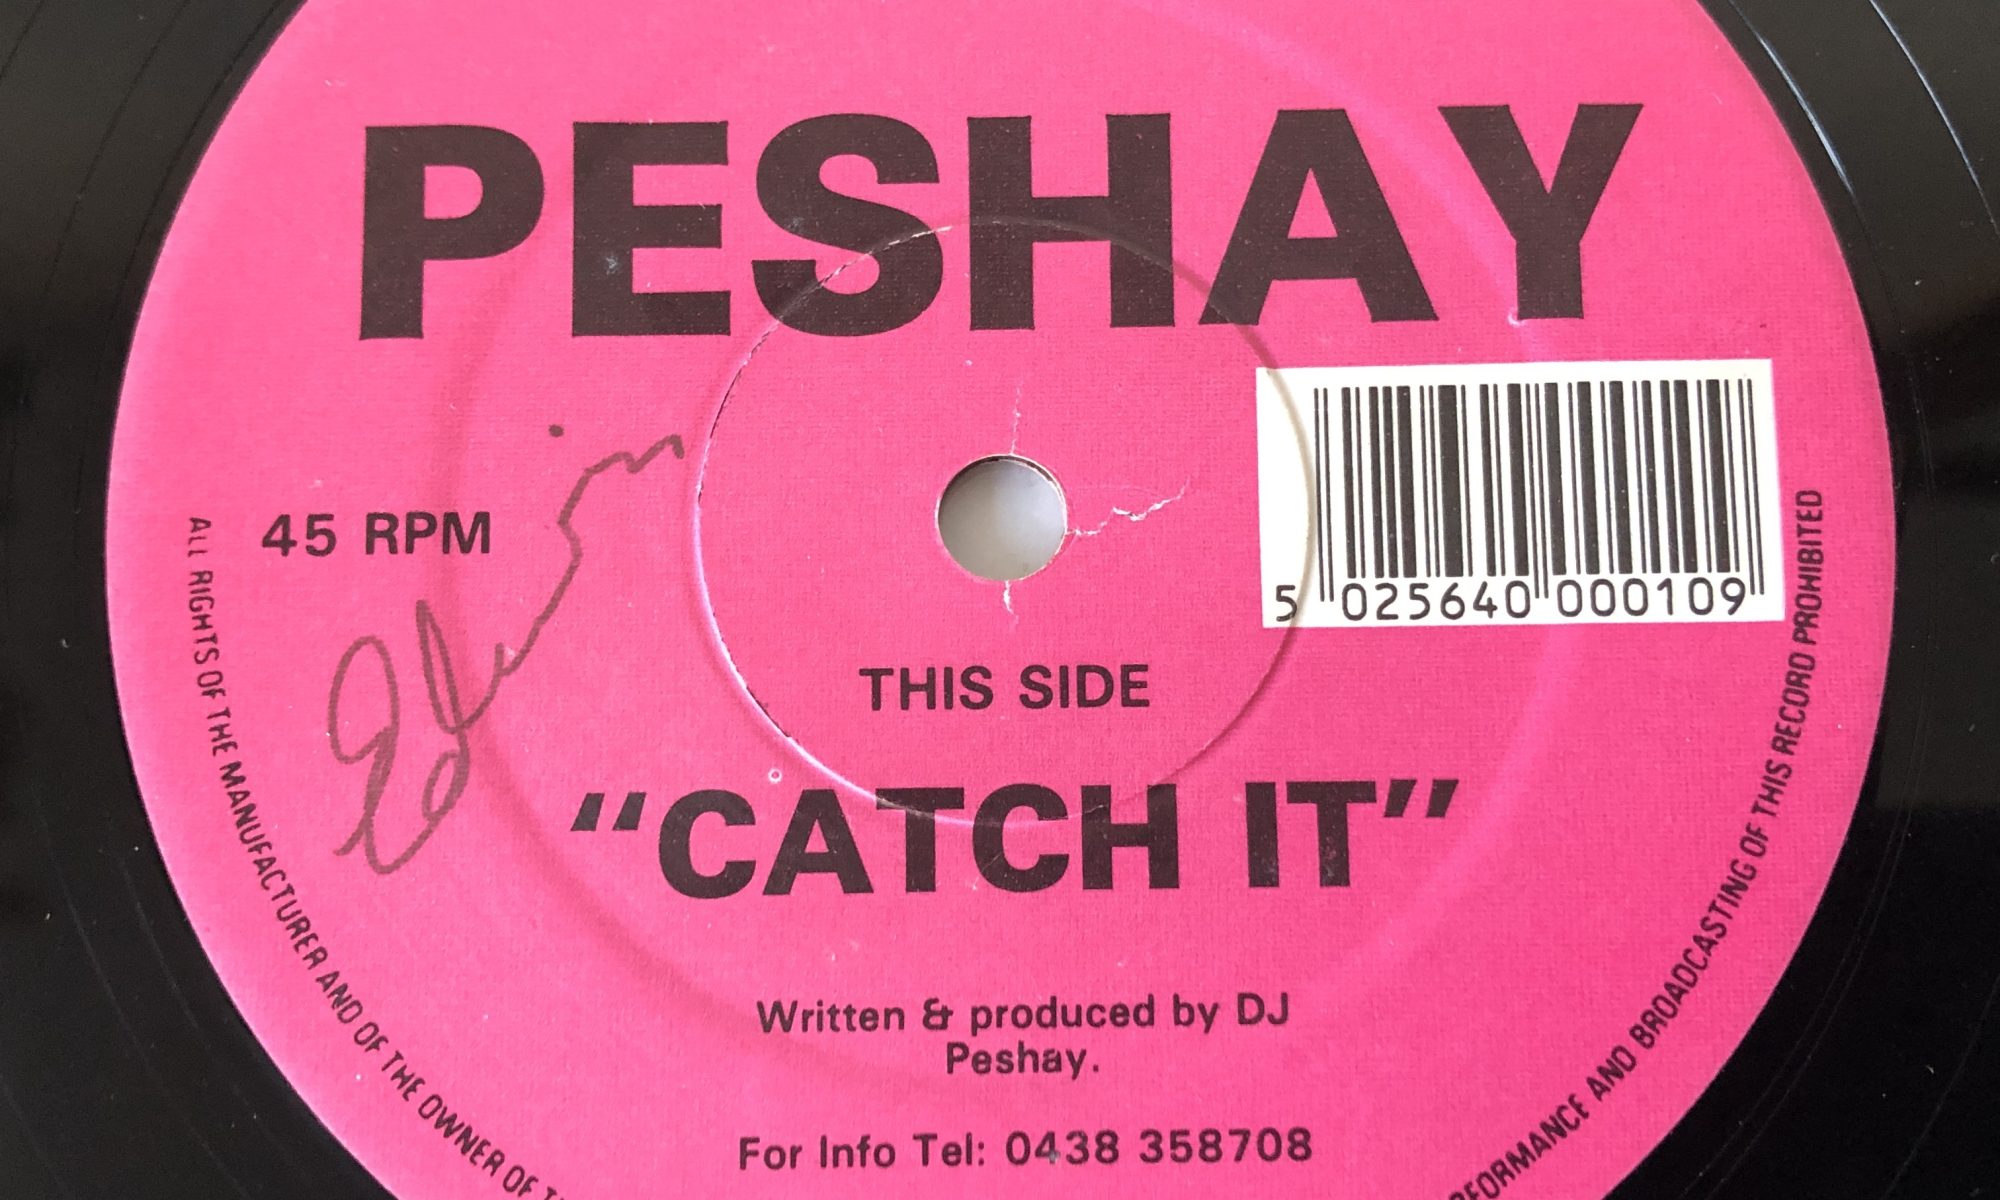 PESHAY
45 RPM
Edwin
5 025640 000109
THIS SIDE
"CATCH IT"
Written & produced by DJ
Peshay.
For Info Tel: 0438 358708
ALL RIGHTS OF THE MANUFACTURER AND OF THE OWNER OF
PERFORMANCE AND BROADCASTING OF THIS RECORD PROHIBITED